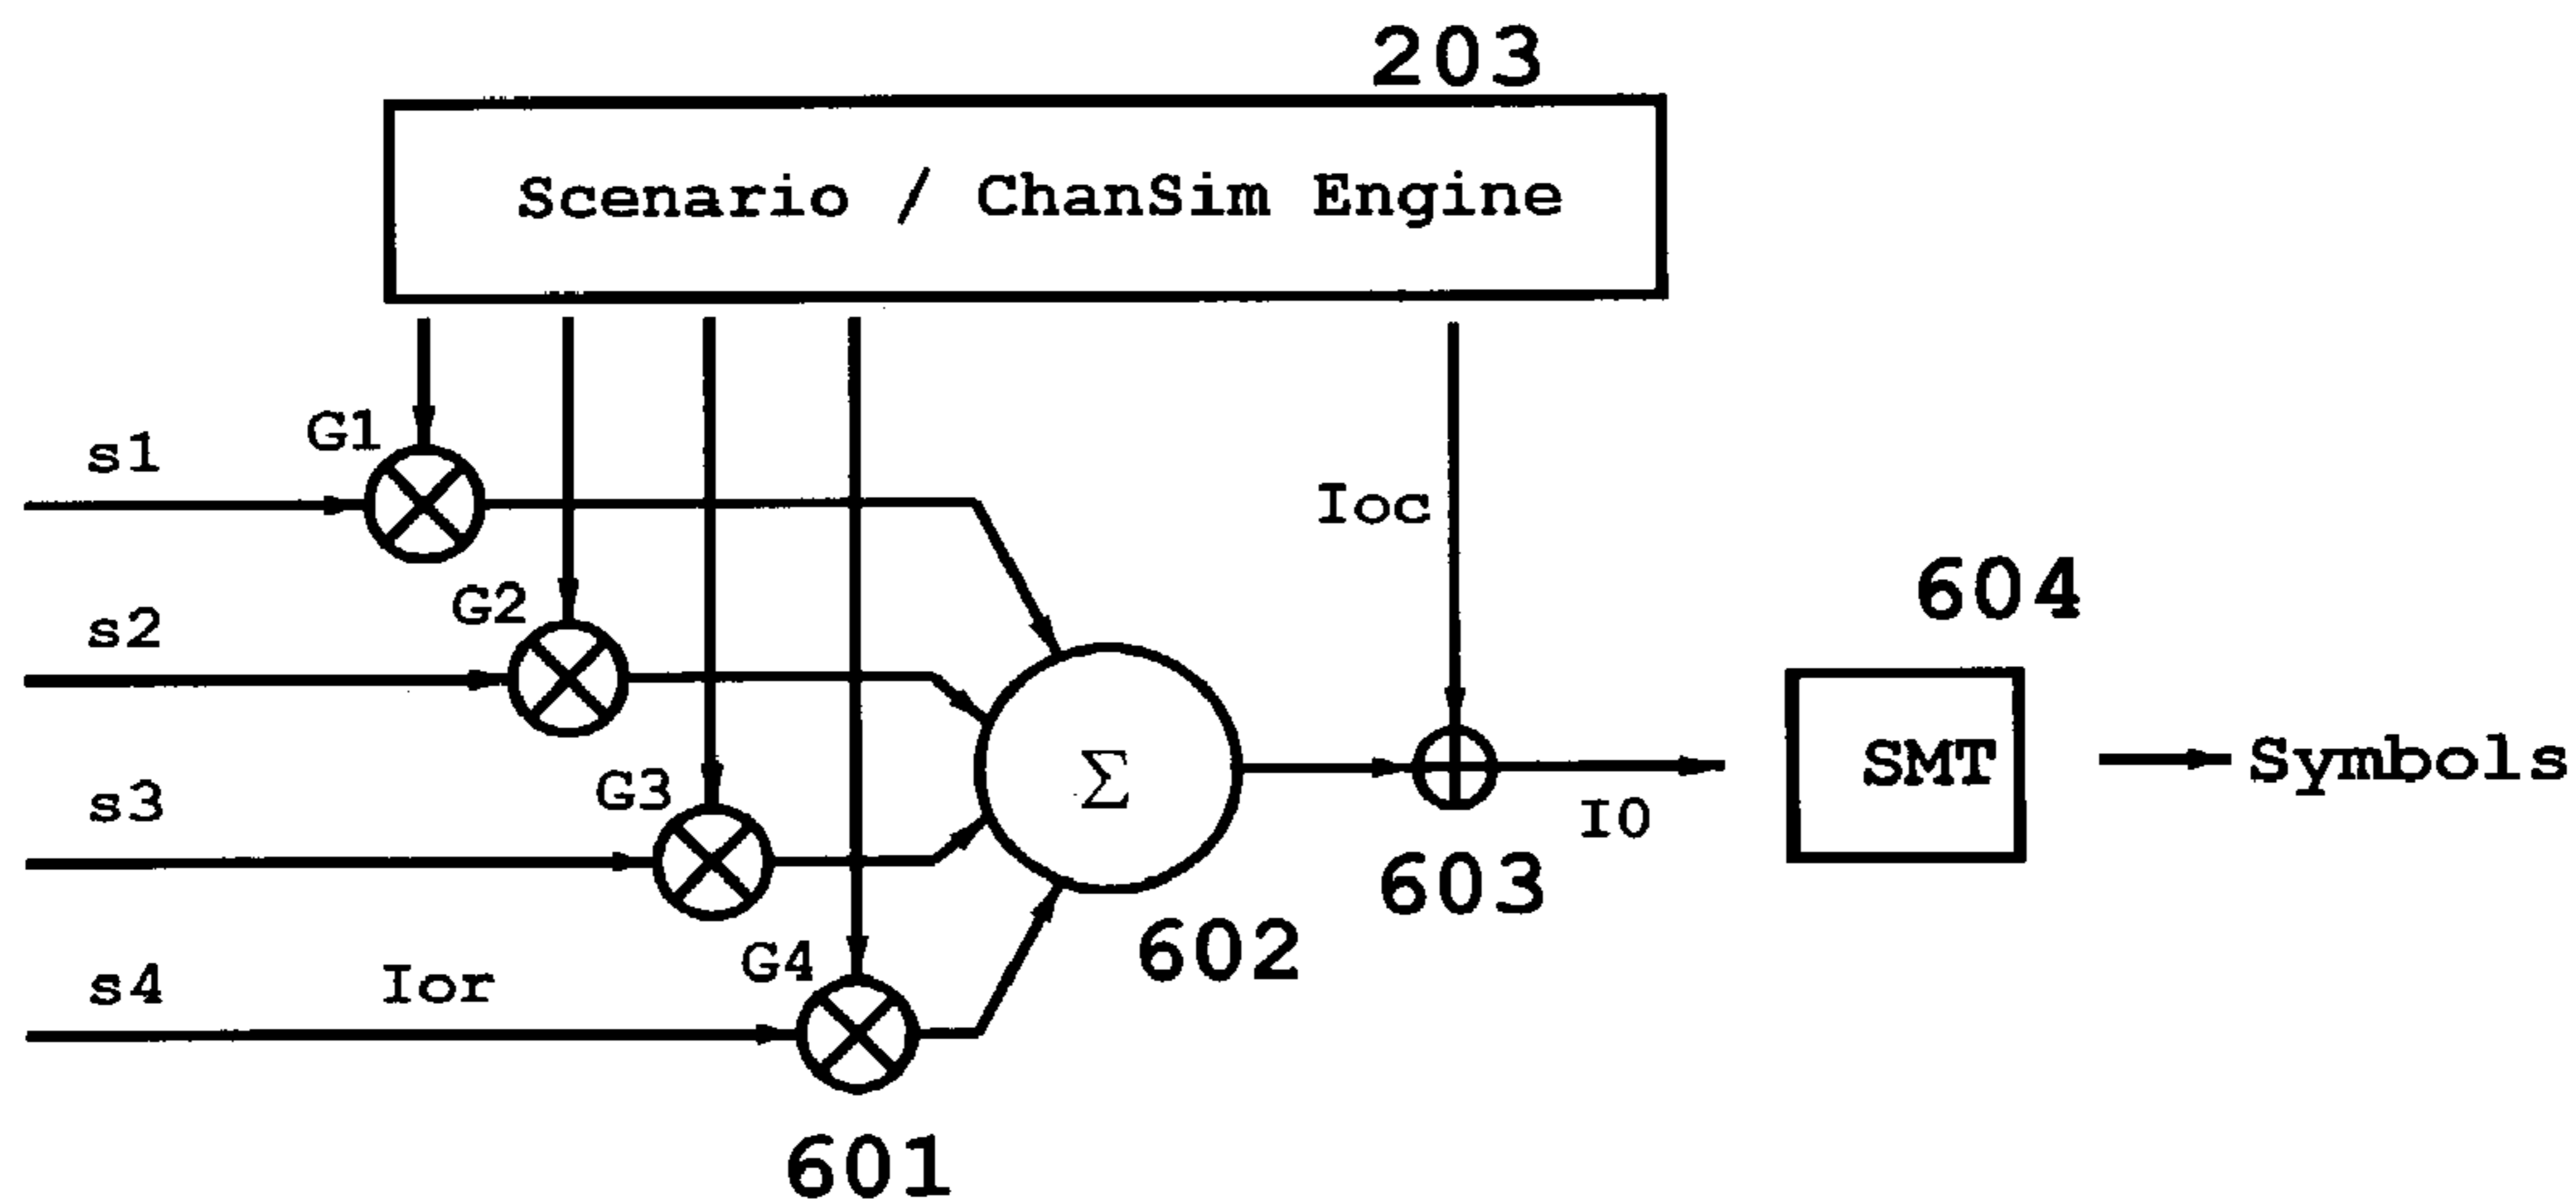 203
Scenario / ChanSim Engine
G1
s1
Ioc
604
G2
s2
Σ
SMT
Symbols
G3
s3
I0
603
602
G4
s4
Ior
601